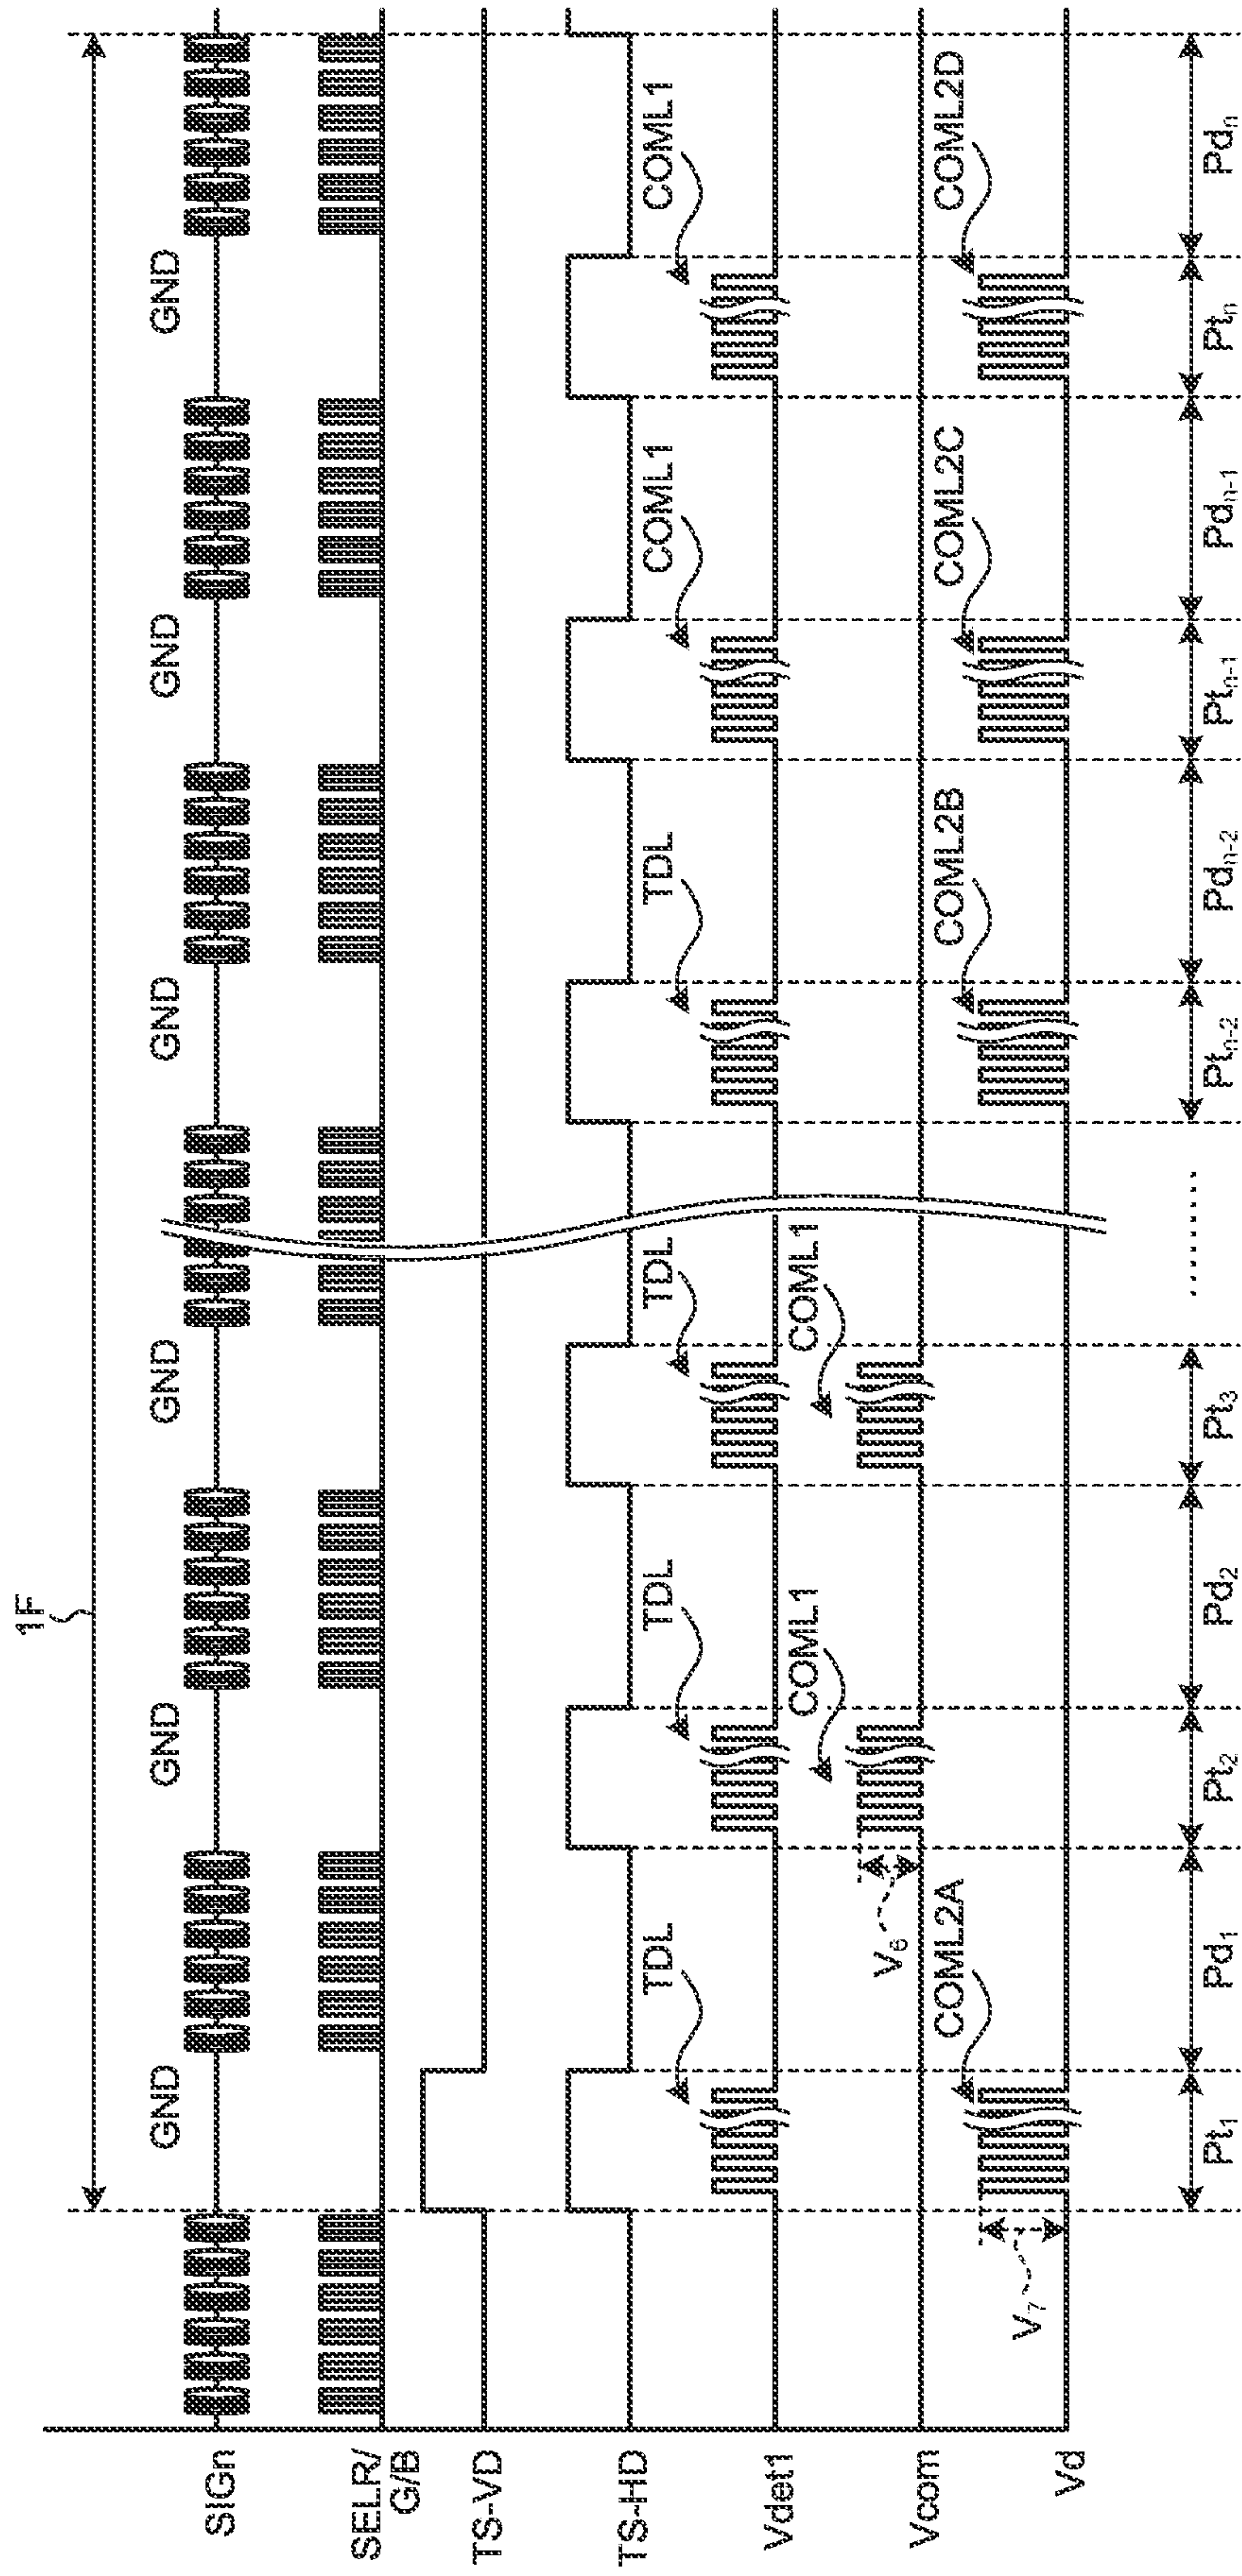 1F
SIGn
GND
GND
GND
GND
GND
GND
SELR/
G/B
TS-VD
TS-HD
Vdet1
TDL
TDL
TDL
TDL
COML1
COML1
Vcom
V6
COML1
COML1
Vd
V7
COML2A
COML2B
COML2C
COML2D
Pt1
Pd1
Pt2
Pd2
Pt3
........
Ptn-2
Pdn-2
Ptn-1
Pdn-1
Ptn
Pdn